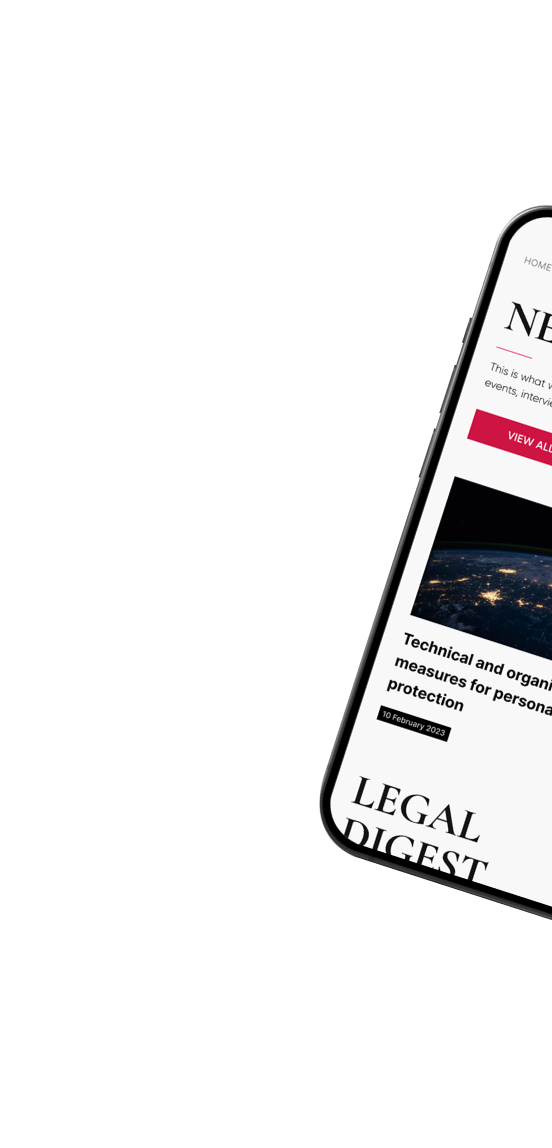 HOME
NE
This is what w
events, intervie
VIEW ALL
Technical and organi
measures for persona
protection
10 February 2023
LEGAL
DIGEST